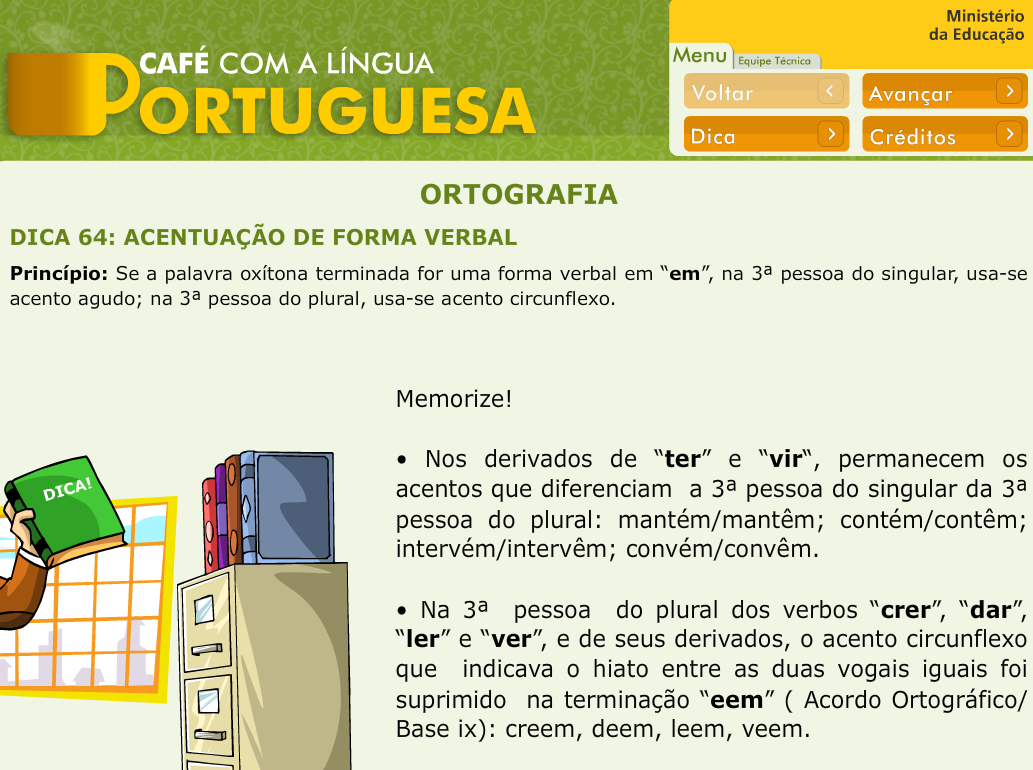 Ministério
da Educação
CAFÉ COM A LÍNGUA
PORTUGUESA
Menu
Equipe Técnica
Voltar
Avançar
Dica
Créditos
ORTOGRAFIA
DICA 64: ACENTUAÇÃO DE FORMA VERBAL
Princípio: Se a palavra oxítona terminada for uma forma verbal em “em”, na 3ª pessoa do singular, usa-se
acento agudo; na 3ª pessoa do plural, usa-se acento circunflexo.
Memorize!
• Nos derivados de “ter” e “vir“, permanecem os
acentos que diferenciam a 3ª pessoa do singular da 3ª
pessoa do plural: mantém/mantêm; contém/contêm;
intervém/intervêm; convém/convêm.
• Na 3ª pessoa do plural dos verbos “crer”, “dar”,
“ler” e “ver”, e de seus derivados, o acento circunflexo
que indicava o hiato entre as duas vogais iguais foi
suprimido na terminação “eem” ( Acordo Ortográfico/
Base ix): creem, deem, leem, veem.
DICA!